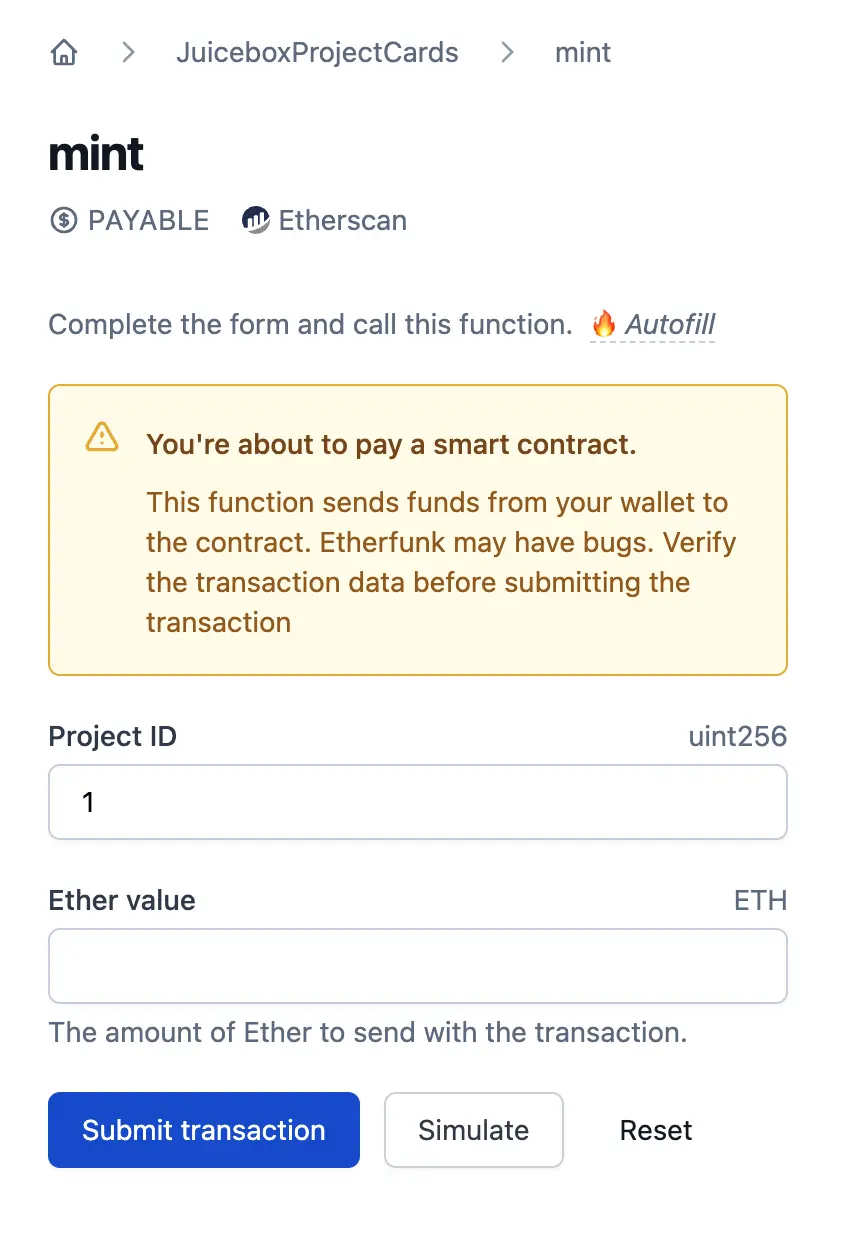 JuiceboxProjectCards > mint
mint
PAYABLE Etherscan
Complete the form and call this function. 🔥 Autofill
You're about to pay a smart contract.
This function sends funds from your wallet to
the contract. Etherfunk may have bugs. Verify
the transaction data before submitting the
transaction
Project ID uint256
1
Ether value ETH
The amount of Ether to send with the transaction.
Submit transaction Simulate Reset